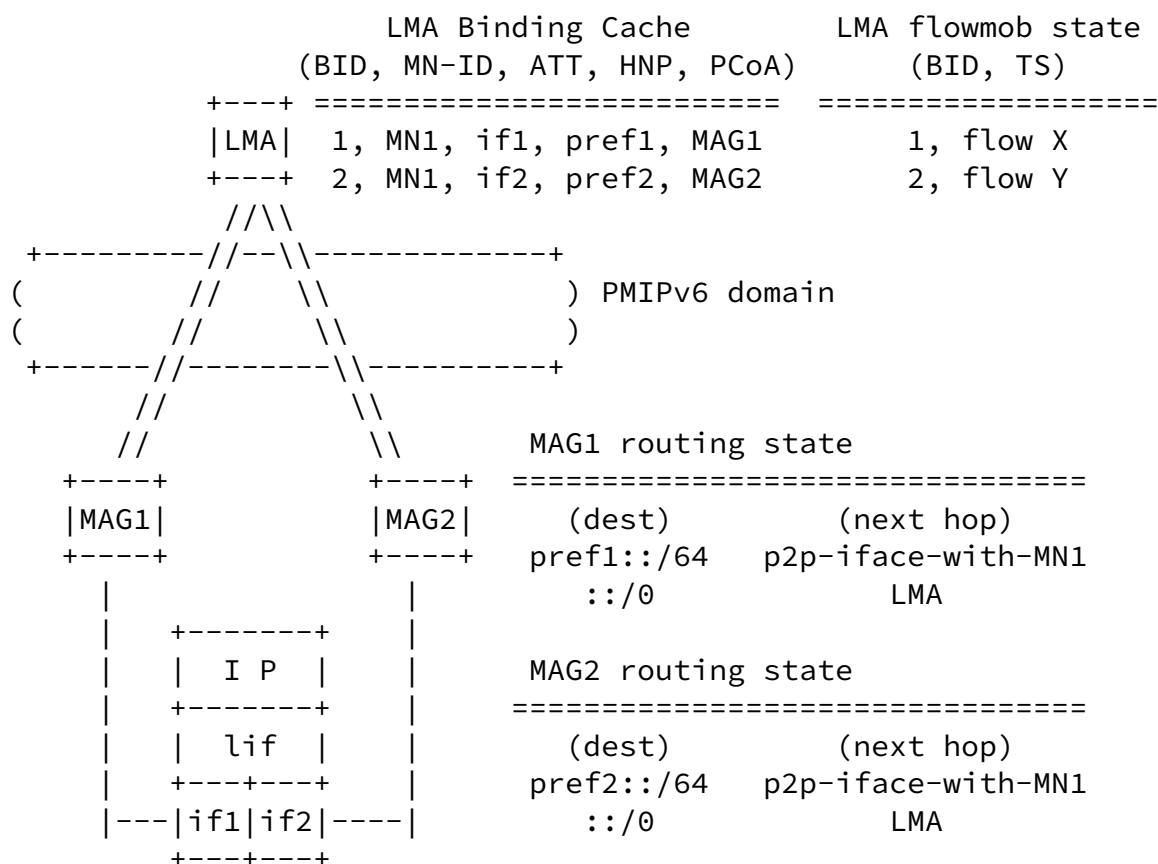 LMA Binding Cache LMA flowmob state
(BID, MN-ID, ATT, HNP, PCoA) (BID, TS)
+---+ ========================== ===================
|LMA| 1, MN1, if1, pref1, MAG1 1, flow X
+---+ 2, MN1, if2, pref2, MAG2 2, flow Y
//\\
+---------//--\\-------------+
( // \\ ) PMIPv6 domain
( // \\ )
+------//--------\\----------+
// \\
// \\ MAG1 routing state
+----+ +----+ ================================
|MAG1| |MAG2| (dest) (next hop)
+----+ +----+ pref1::/64 p2p-iface-with-MN1
| | ::/0 LMA
| +-------+ |
| | I P | | MAG2 routing state
| +-------+ | ================================
| | lif | | (dest) (next hop)
| +---+---+ | pref2::/64 p2p-iface-with-MN1
|---|if1|if2|----| ::/0 LMA
+---+---+